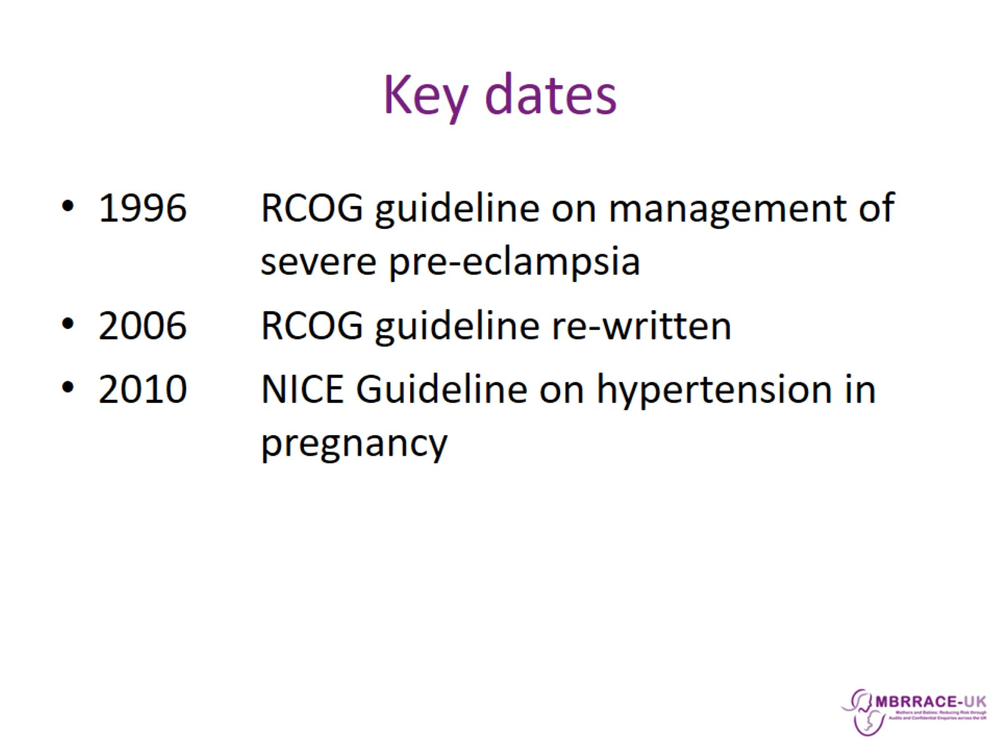 Key dates
• 1996 RCOG guideline on management of
severe pre-eclampsia
• 2006 RCOG guideline re-written
• 2010 NICE Guideline on hypertension in
pregnancy
MBRRACE-UK
Mothers and Babies: Reducing Risk through
Audits and Confidential Enquiries across the UK